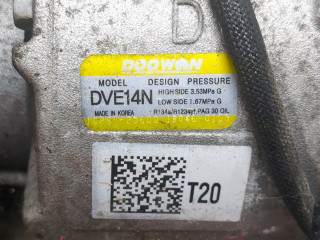 D
DOOWON
MODEL DESIGN PRESSURE
DVE14N HIGH SIDE 3.53MPa G
LOW SIDE 1.67MPa G
MADE IN KOREA R134a/R1234yf, PAG 30 OIL
T20